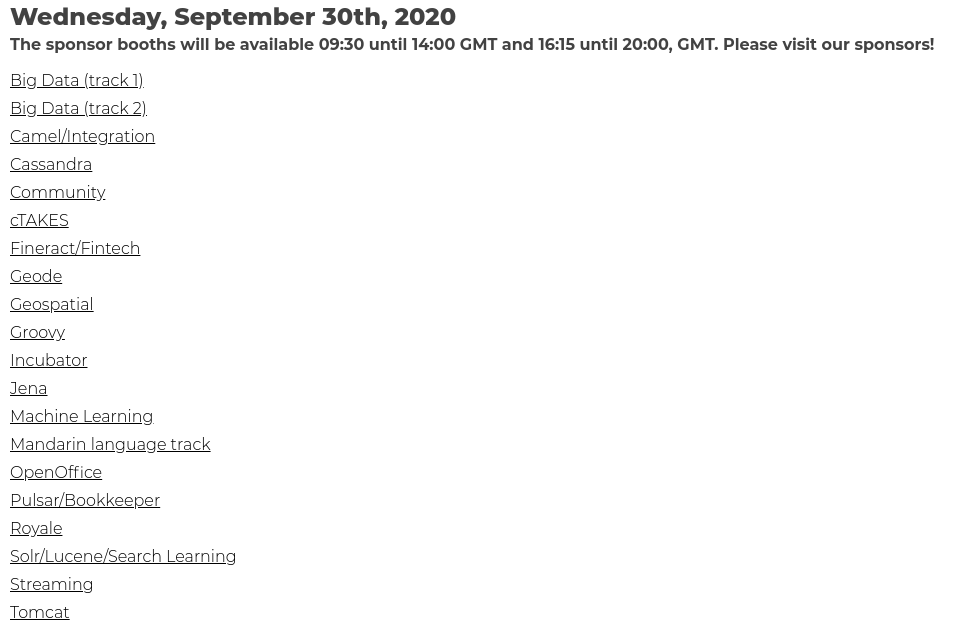 Wednesday, September 30th, 2020
The sponsor booths will be available 09:30 until 14:00 GMT and 16:15 until 20:00, GMT. Please visit our sponsors!
Big Data (track 1)
Big Data (track 2)
Camel/Integration
Cassandra
Community
cTAKES
Fineract/Fintech
Geode
Geospatial
Groovy
Incubator
Jena
Machine Learning
Mandarin language track
OpenOffice
Pulsar/Bookkeeper
Royale
Solr/Lucene/Search Learning
Streaming
Tomcat